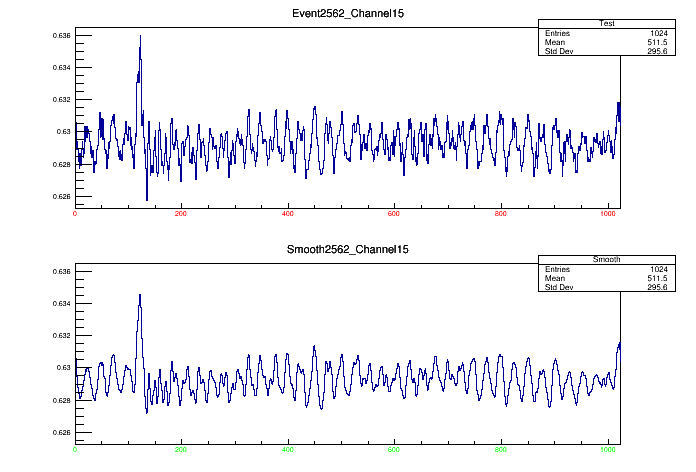 Event2562_Channel15
Test
Entries 1024
Mean 511.5
Std Dev 295.6
0.636
0.634
0.632
0.63
0.628
0.626
0 200 400 600 800 1000
Smooth2562_Channel15
Smooth
Entries 1024
Mean 511.5
Std Dev 295.6
0.636
0.634
0.632
0.63
0.628
0.626
0 200 400 600 800 1000